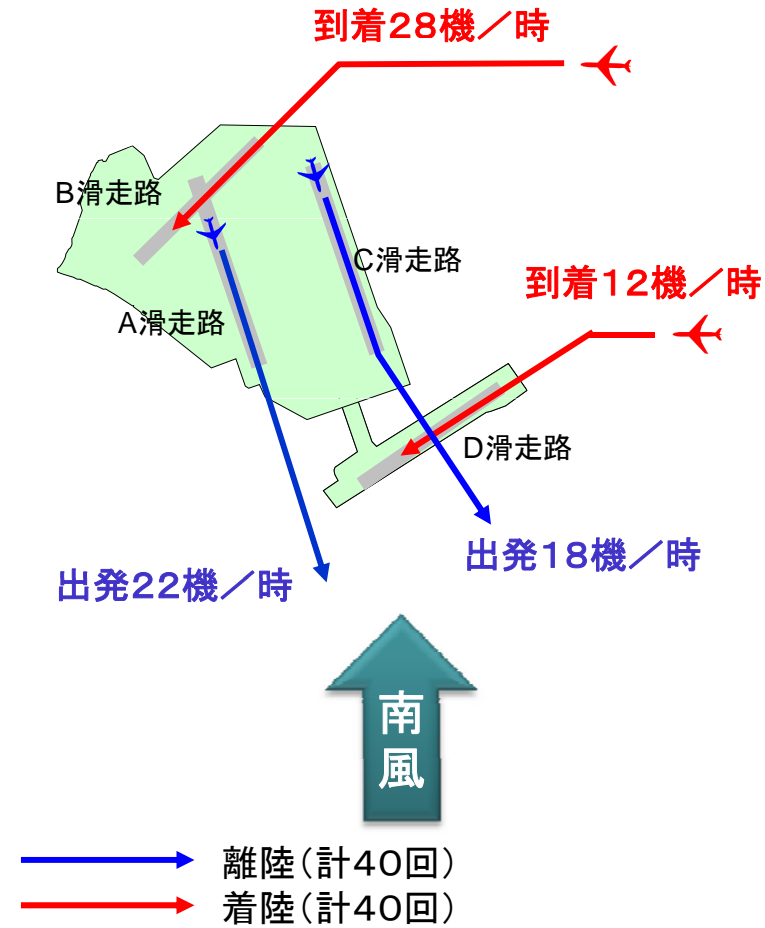 到着28機／時
B滑走路
C滑走路
到着12機／時
A滑走路
D滑走路
出発18機／時
出発22機／時
南
風
離陸（計40回）
着陸（計40回）